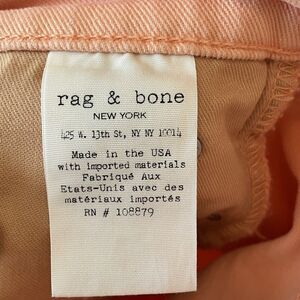 rag & bone
NEW YORK
425 W. 13th St, NY NY 10014
Made in the USA
with imported materials
Fabriqué Aux
Etats-Unis avec des
matériaux importés
RN # 108879